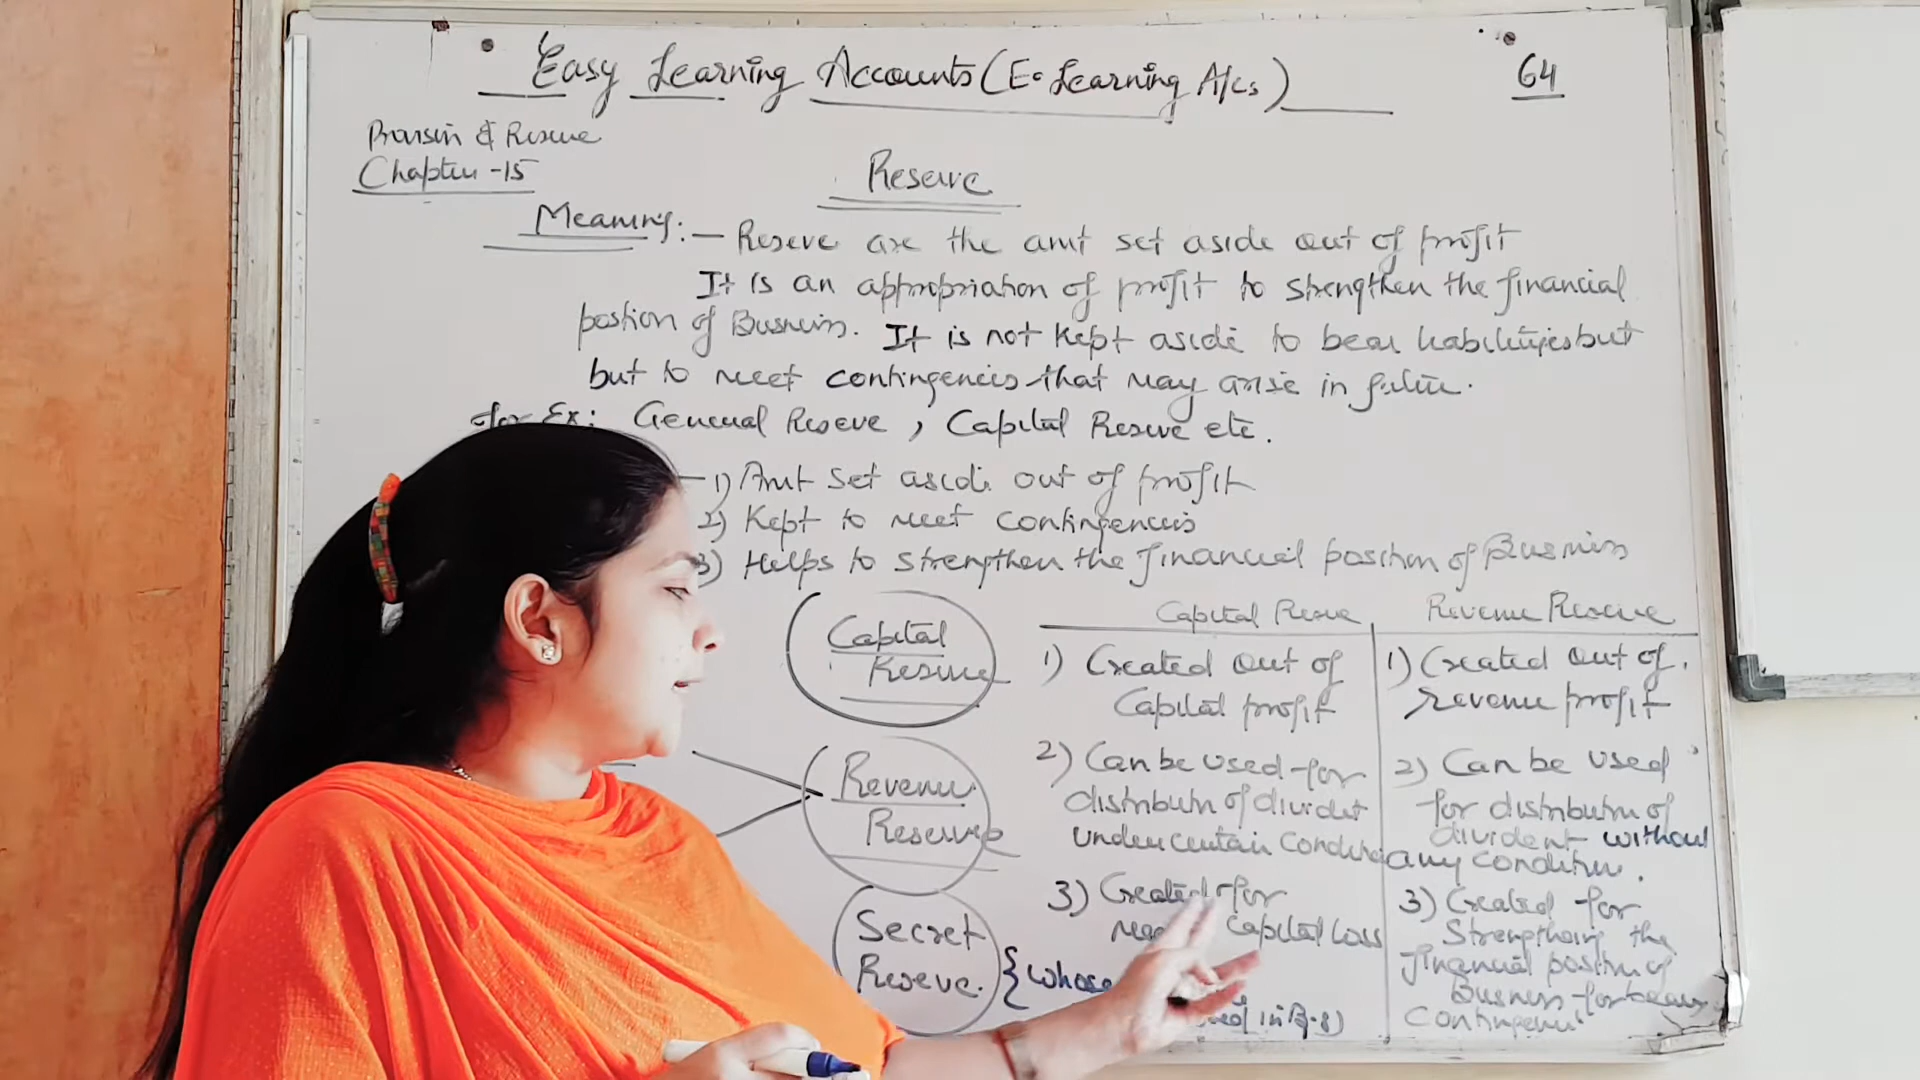 Easy Learning Accounts (E-Learning A/cs)
64
Provision & Reserve
Chapter -15
Reserve
Meaning: - Reserve are the amt set aside out of profit
It is an appropriation of profit to strengthen the financial
postion of Business. It is not kept aside to bear liabilities but
but to meet contingencies that may arise in future.
for Ex: General Reserve, Capital Reserve etc.
1) Amt set aside out of profit
2) Kept to meet contingencies
3) Helps to strengthen the financial position of Business
Capital
Reserve
Revenue
Reserve
Secret
Reserve. { whose
in B.S)
Capital Reserve
1) Created out of
Capital profit
2) Can be used for
distributn of divident
under certain Condition
3) Created for
Capital Loss
Revenue Reserve
1) Created out of
revenue profit
2) Can be used
for distributn of
divident without
any condition.
3) Created for
Strengthening the
financial position of
Business for
Contingenci